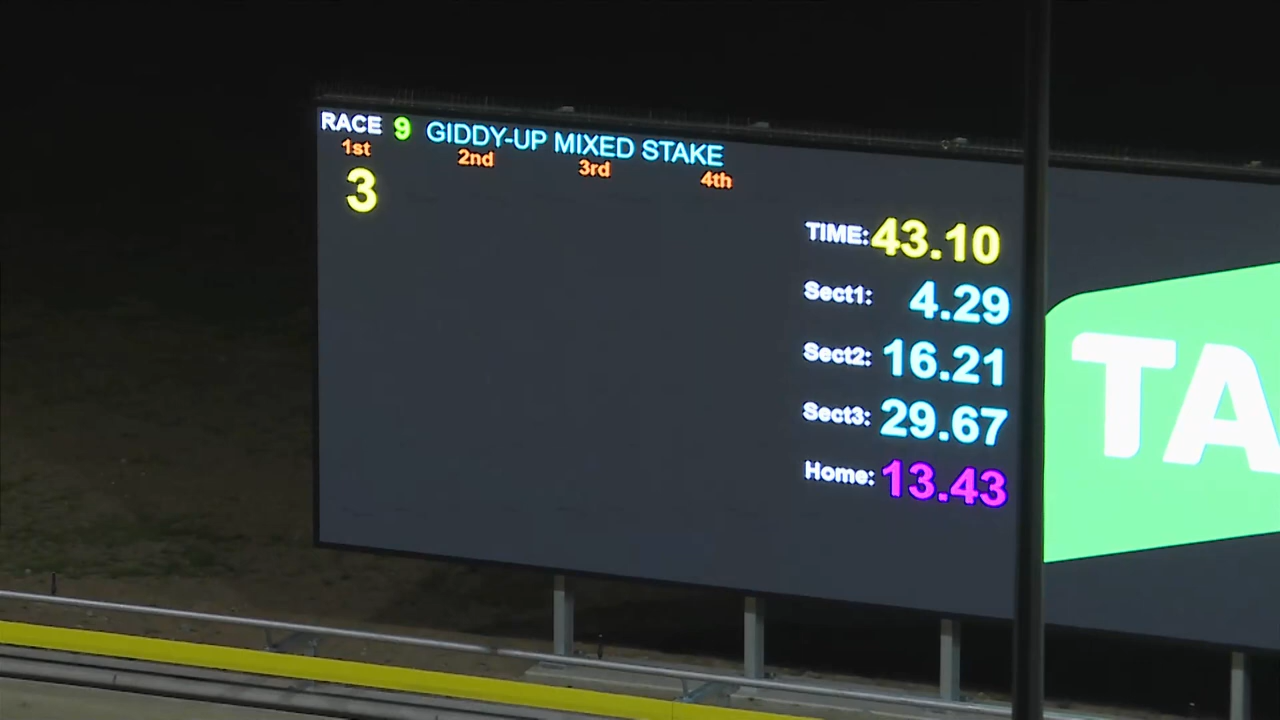 RACE 9 GIDDY-UP MIXED STAKE
1st 2nd 3rd 4th
3
TIME: 43.10
Sect1: 4.29
Sect2: 16.21
Sect3: 29.67
Home: 13.43
TA